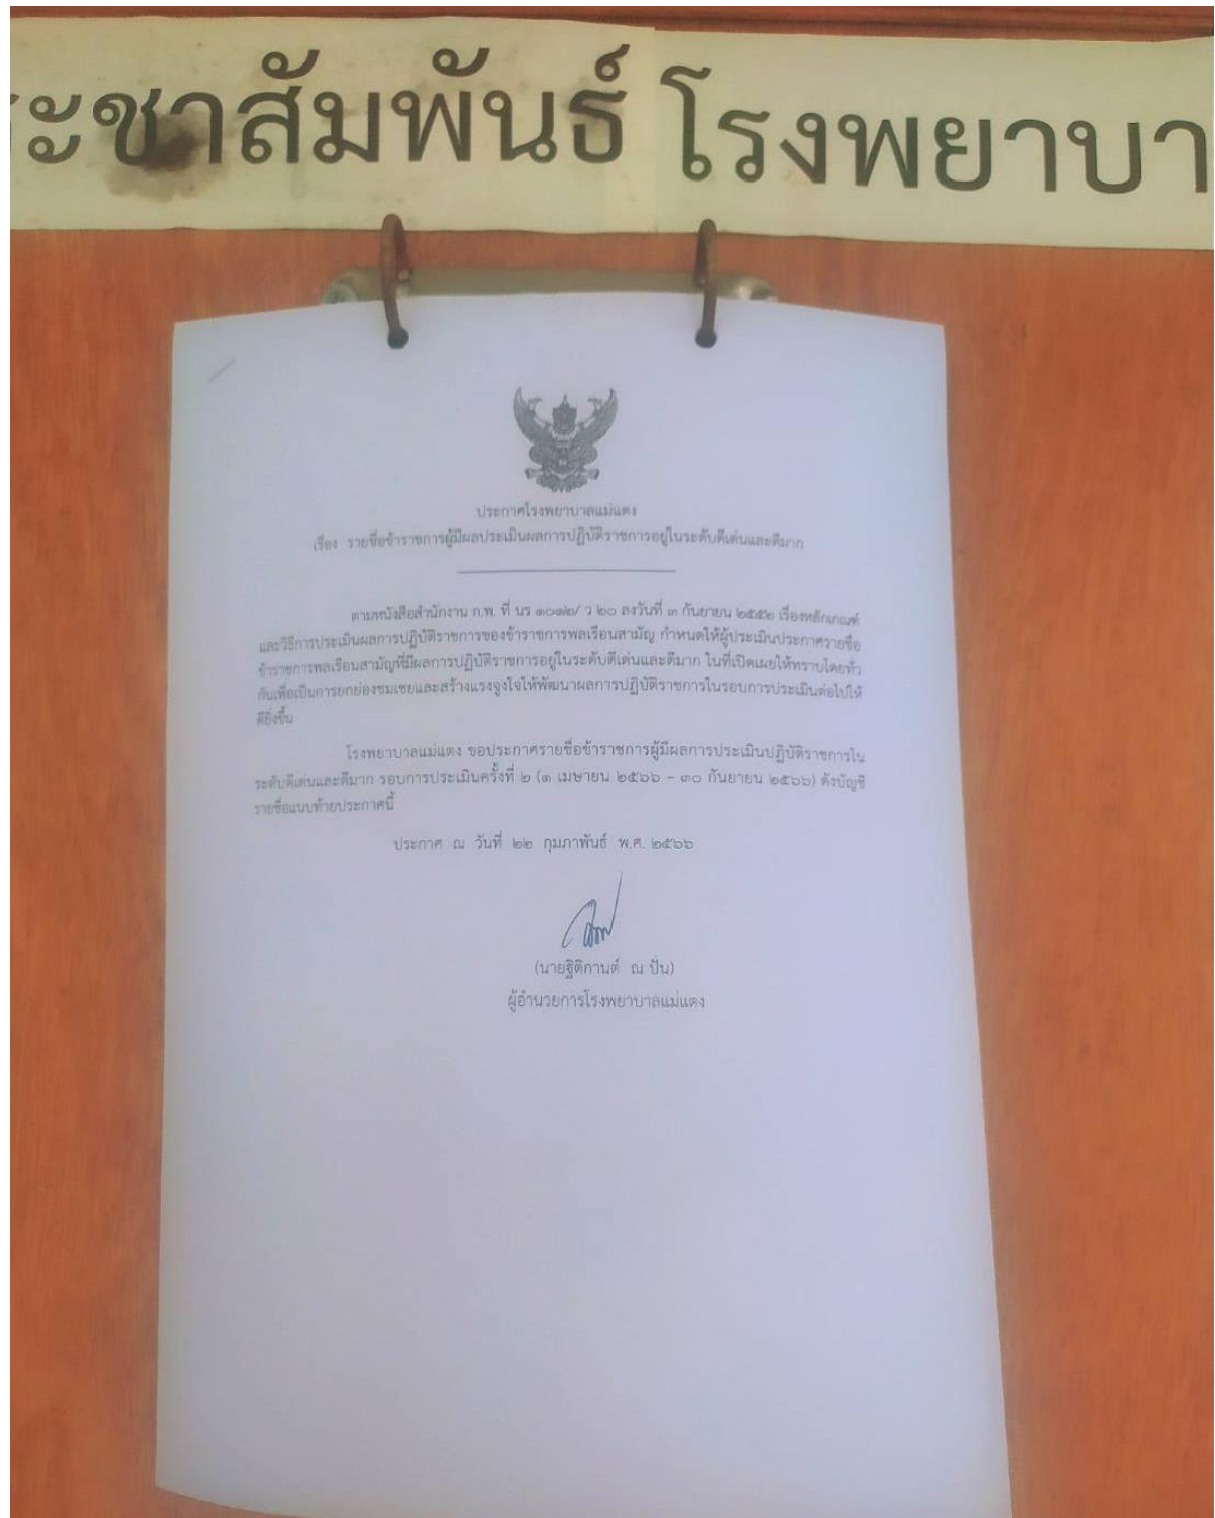 ระชาสัมพันธ์ โรงพยาบา
ประกาศโรงพยาบาลแม่แตง
เรื่อง รายชื่อข้าราชการผู้มีผลประเมินผลการปฏิบัติราชการอยู่ในระดับดีเด่นและดีมาก
ตามหนังสือสำนักงาน ก.พ. ที่ นร ๑๐๑๒/ ว ๒๐ ลงวันที่ ๓ กันยายน ๒๕๕๒ เรื่องหลักเกณฑ์
และวิธีการประเมินผลการปฏิบัติราชการของข้าราชการพลเรือนสามัญ กำหนดให้ผู้ประเมินประกาศรายชื่อ
ข้าราชการพลเรือนสามัญที่มีผลการปฏิบัติราชการอยู่ในระดับดีเด่นและดีมาก ในที่เปิดเผยให้ทราบโดยทั่ว
กันเพื่อเป็นการยกย่องชมเชยและสร้างแรงจูงใจให้พัฒนาผลการปฏิบัติราชการในรอบการประเมินต่อไปให้
ดียิ่งขึ้น
โรงพยาบาลแม่แตง ขอประกาศรายชื่อข้าราชการผู้มีผลการประเมินปฏิบัติราชการใน
ระดับดีเด่นและดีมาก รอบการประเมินครั้งที่ ๒ (๑ เมษายน ๒๕๖๖ – ๓๐ กันยายน ๒๕๖๖) ดังบัญชี
รายชื่อแนบท้ายประกาศนี้
ประกาศ ณ วันที่ ๒๒ กุมภาพันธ์ พ.ศ. ๒๕๖๖
(นายฐิติกานต์ ณ ปั่น)
ผู้อำนวยการโรงพยาบาลแม่แตง